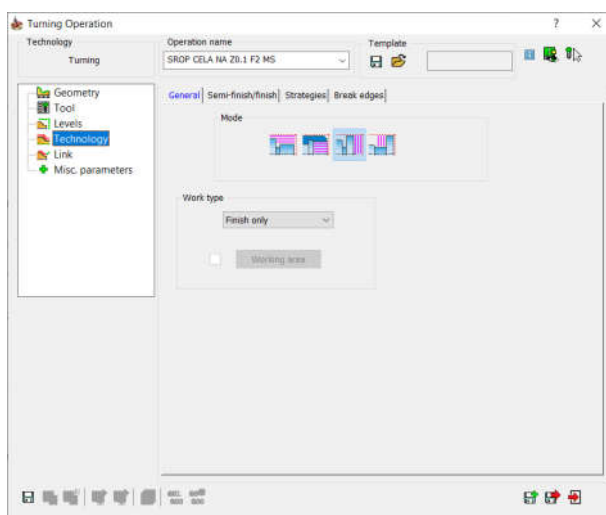 Turning Operation
? ×
Technology
Turning
Operation name
SROP CELA NA Z0.1 F2 MS
Template
Geometry
Tool
Levels
Technology
Link
Misc. parameters
General Semi-finish/finish Strategies Break edges
Mode
Work type
Finish only
Working area